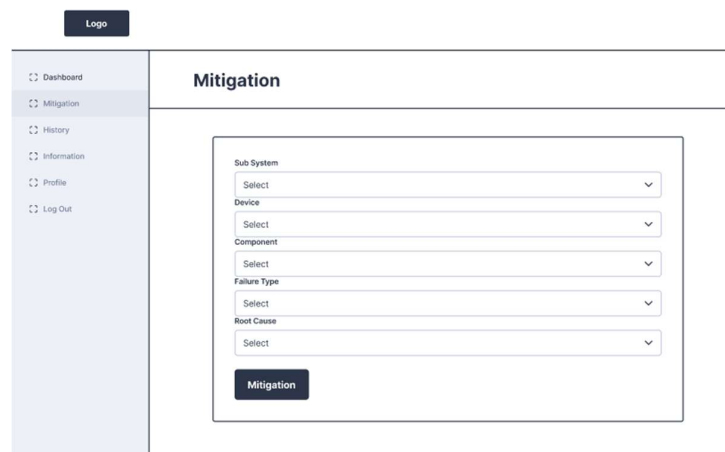 Logo
Dashboard
Mitigation
History
Information
Profile
Log Out
Mitigation
Sub System
Select
Device
Select
Component
Select
Failure Type
Select
Root Cause
Select
Mitigation